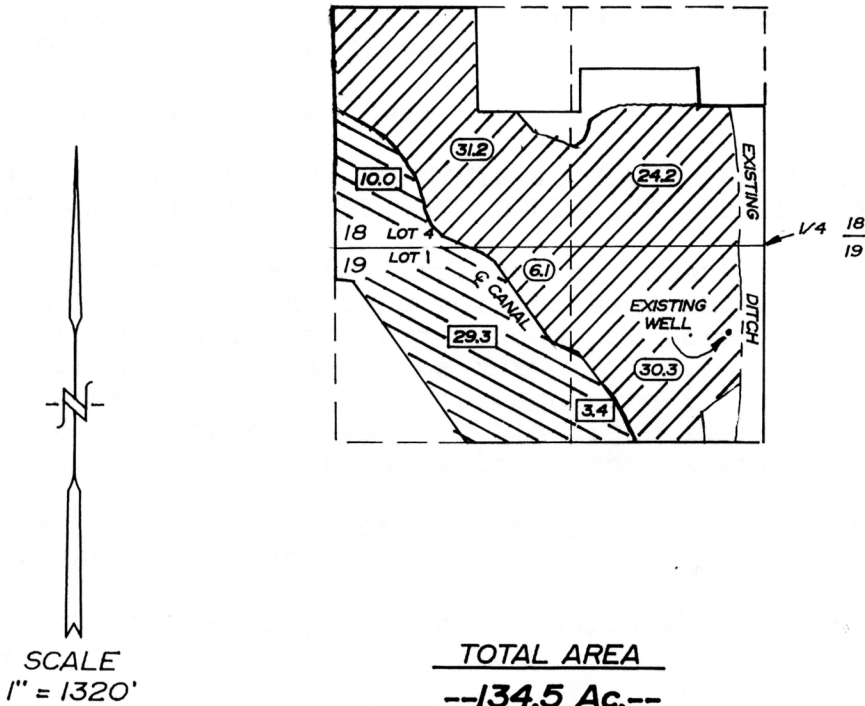 31.2
24.2
10.0
EXISTING
18 LOT 4
1/4 18
19 LOT 1
19
6.1
℄ CANAL
EXISTING
WELL
DITCH
29.3
30.3
3.4
SCALE
1" = 1320'
TOTAL AREA
--134.5 Ac.--